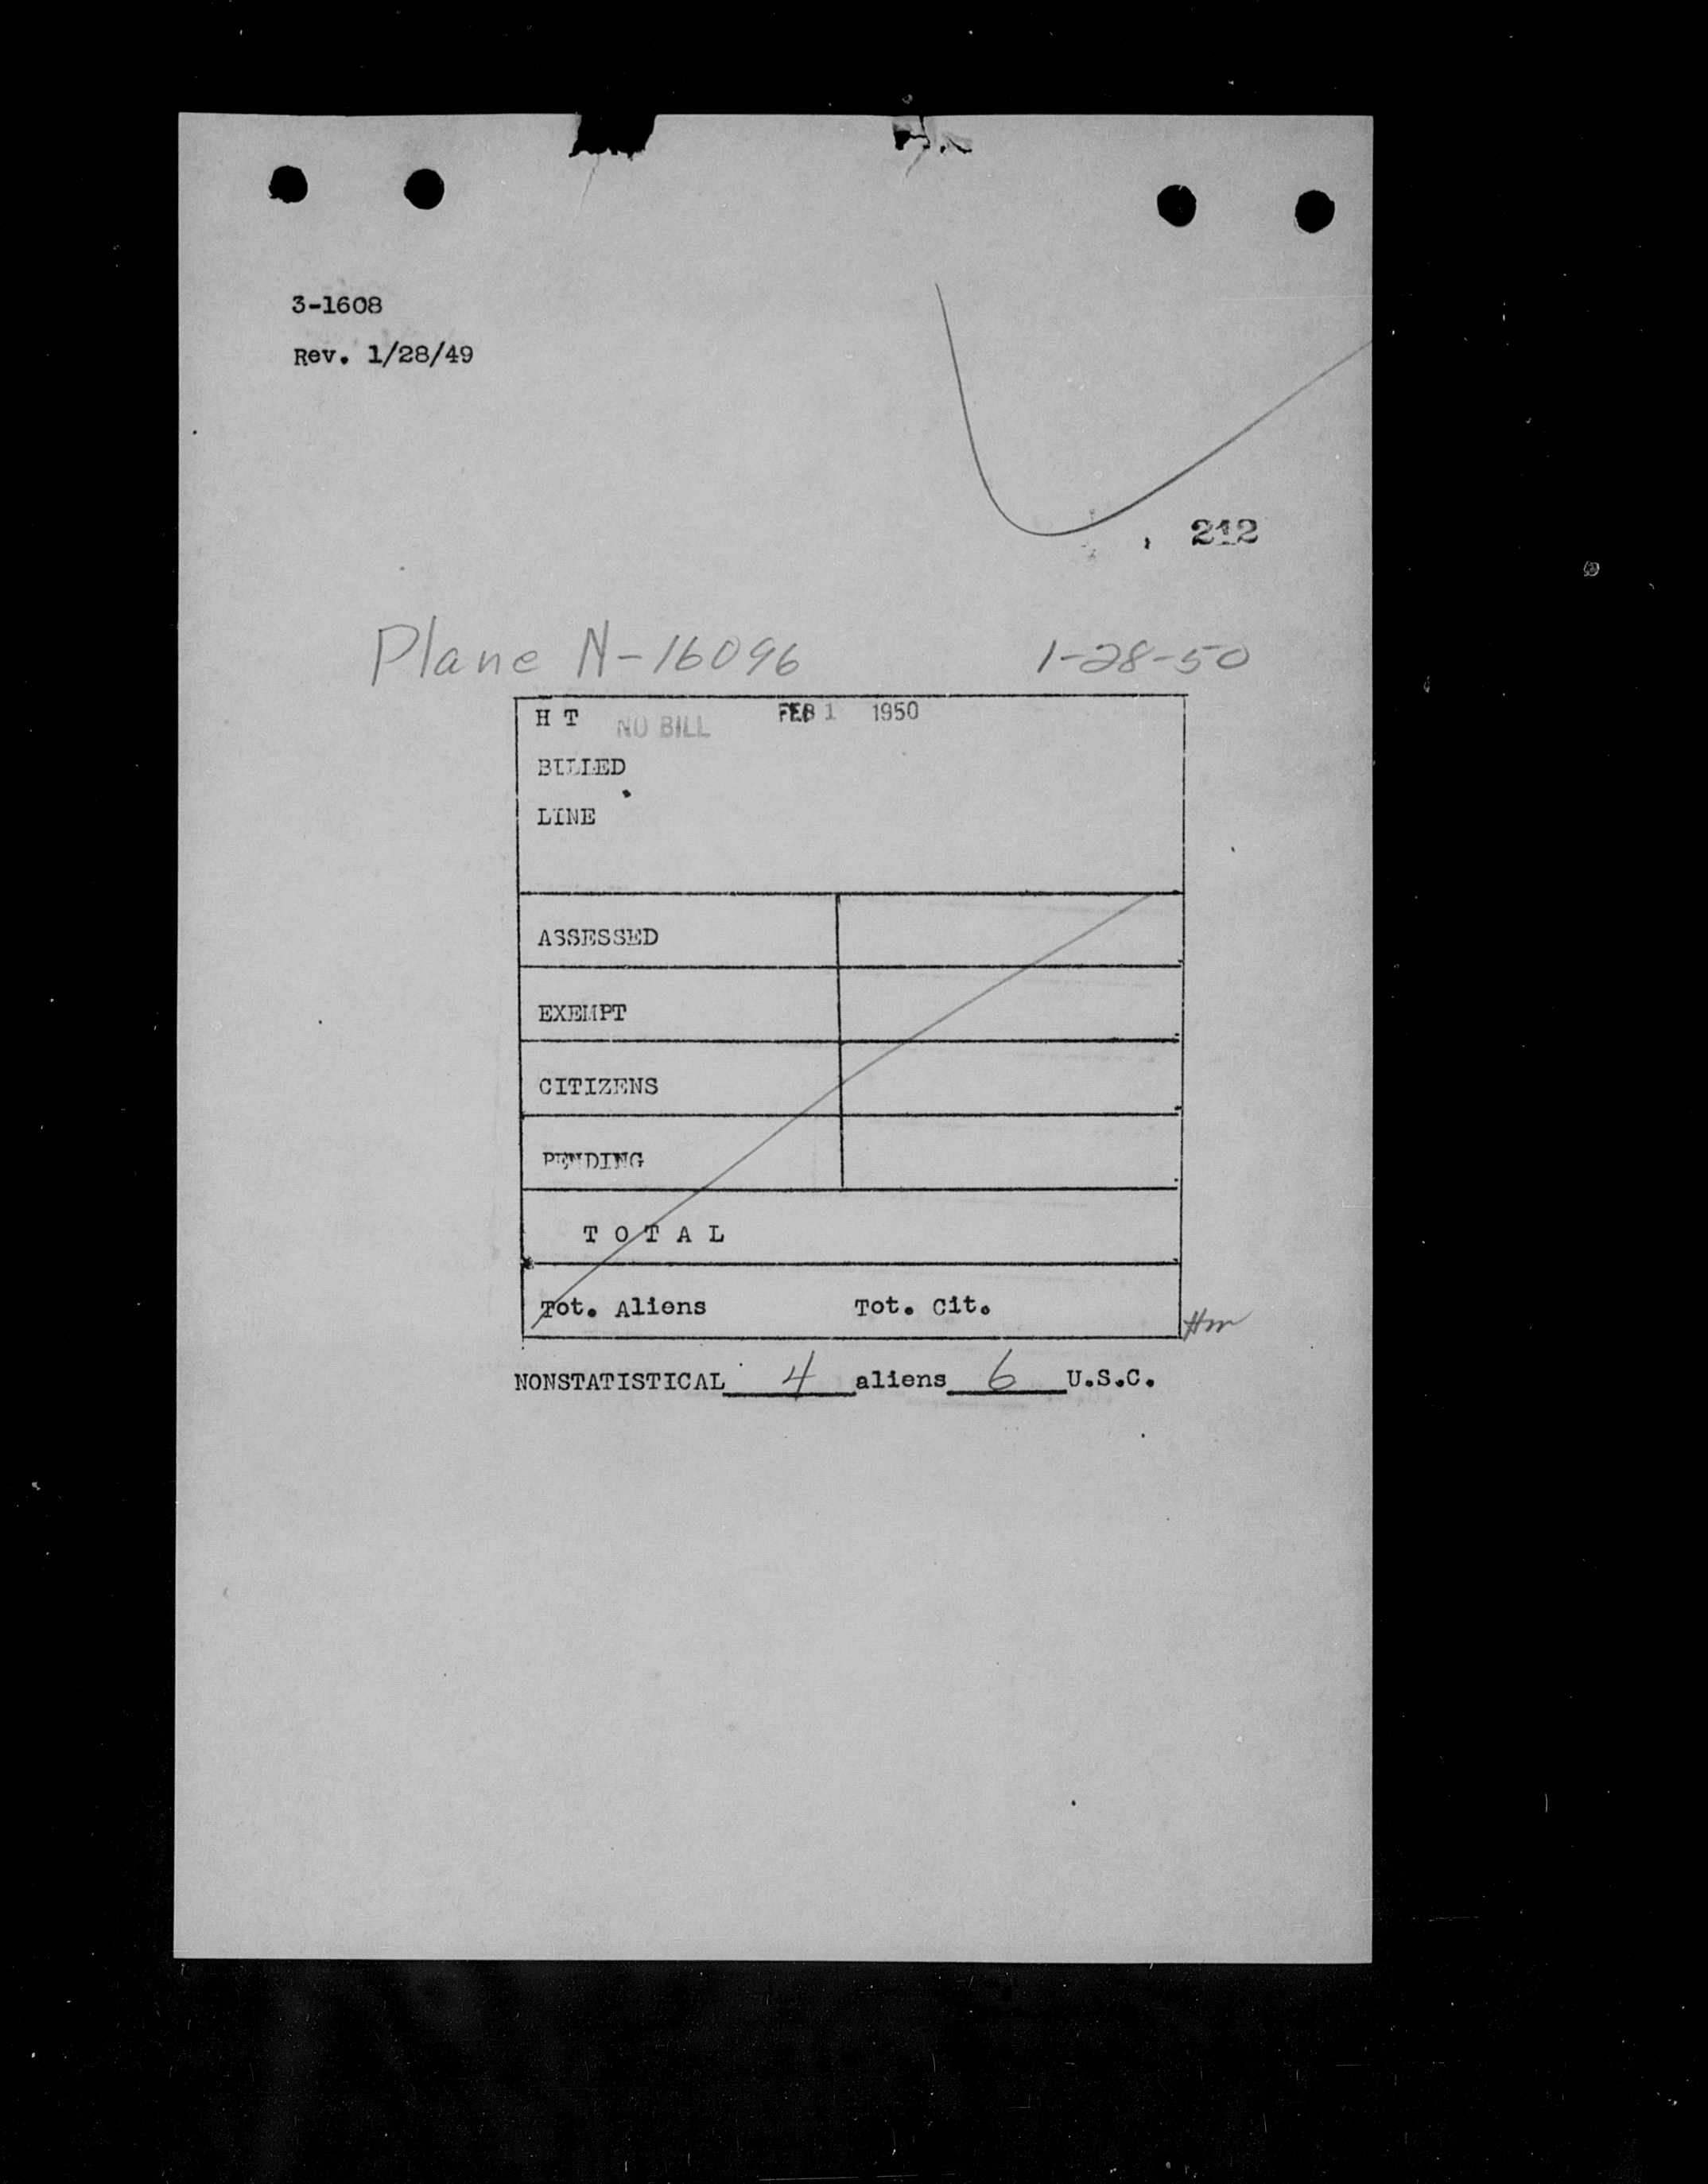 3-1608
Rev. 1/28/49
212
Plane N-16096 1-28-50
H T NO BILL FEB 1 1950
BILLED
LINE
ASSESSED
EXEMPT
CITIZENS
PENDING
T O T A L
Tot. Aliens Tot. Cit.
NONSTATISTICAL 4 aliens 6 U.S.C.